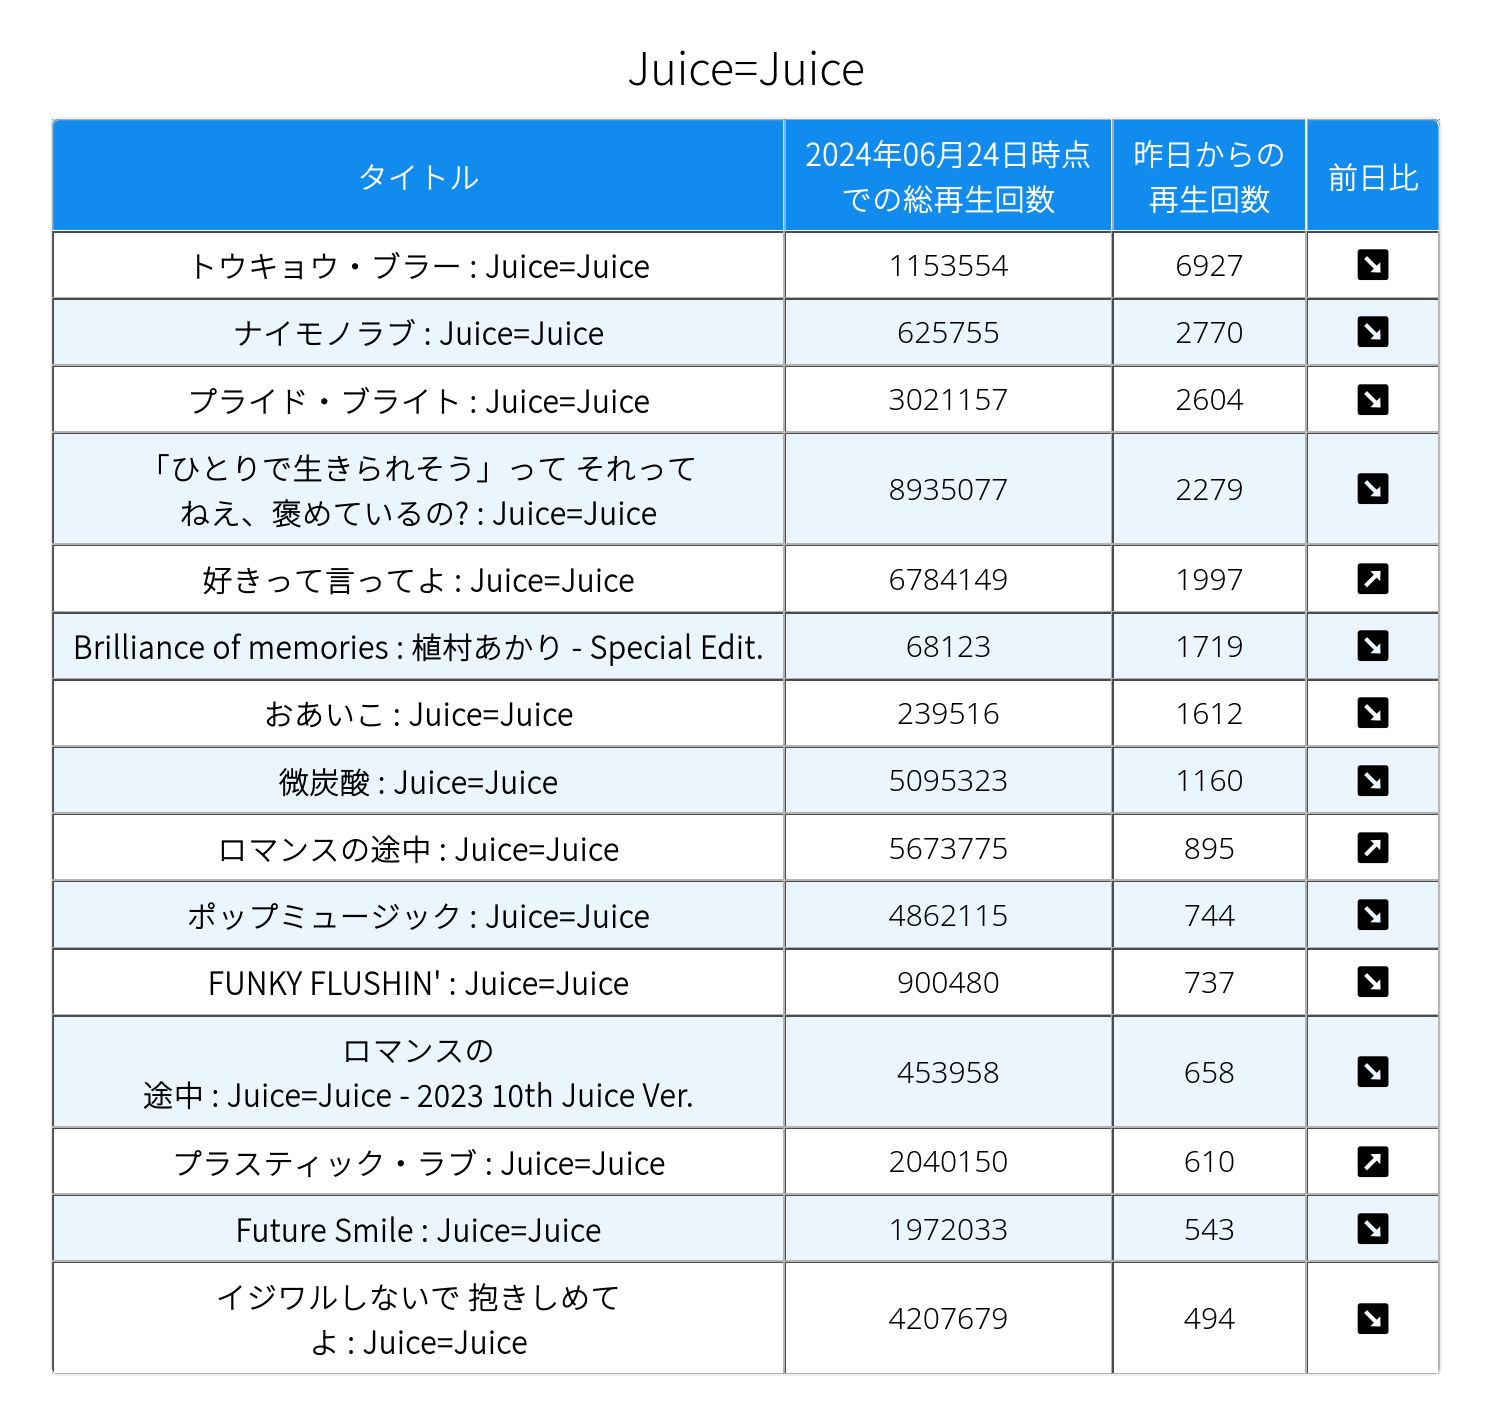 Juice=Juice
タイトル
2024年06月24日時点
での総再生回数
昨日からの
再生回数
前日比
トウキョウ・ブラー : Juice=Juice 1153554 6927 ↘
ナイモノラブ : Juice=Juice 625755 2770 ↘
プライド・ブライト : Juice=Juice 3021157 2604 ↘
「ひとりで生きられそう」って それって
ねえ、褒めているの? : Juice=Juice 8935077 2279 ↘
好きって言ってよ : Juice=Juice 6784149 1997 ↗
Brilliance of memories : 植村あかり - Special Edit. 68123 1719 ↘
おあいこ : Juice=Juice 239516 1612 ↘
微炭酸 : Juice=Juice 5095323 1160 ↘
ロマンスの途中 : Juice=Juice 5673775 895 ↗
ポップミュージック : Juice=Juice 4862115 744 ↘
FUNKY FLUSHIN' : Juice=Juice 900480 737 ↘
ロマンスの
途中 : Juice=Juice - 2023 10th Juice Ver. 453958 658 ↘
プラスティック・ラブ : Juice=Juice 2040150 610 ↗
Future Smile : Juice=Juice 1972033 543 ↘
イジワルしないで 抱きしめて
よ : Juice=Juice 4207679 494 ↘